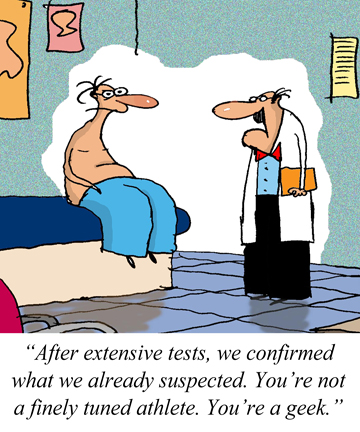 “After extensive tests, we confirmed
what we already suspected. You’re not
a finely tuned athlete. You’re a geek.”